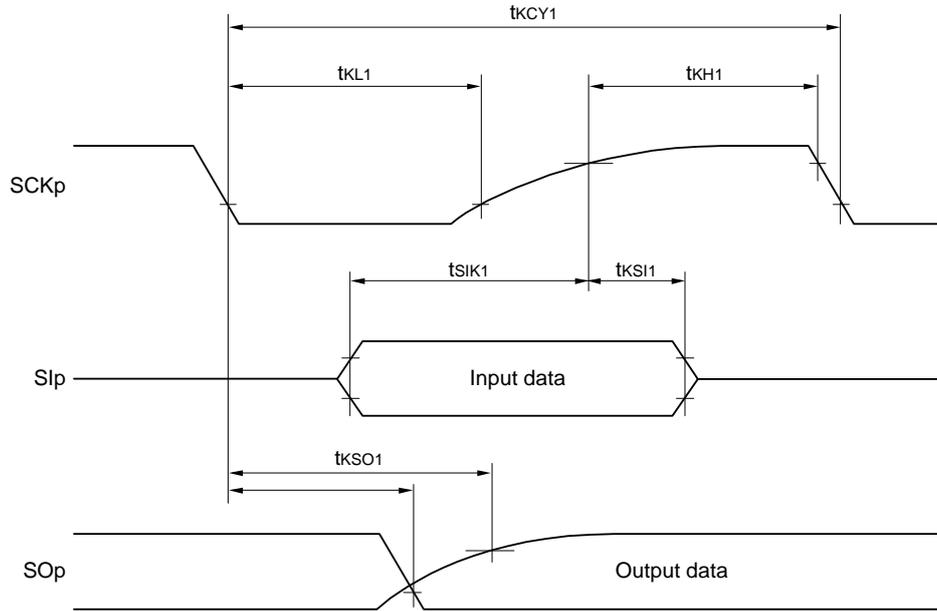 tKCY1
tKL1
tKH1
SCKp
tSIK1
tKSI1
SIp
Input data
tKSO1
SOp
Output data